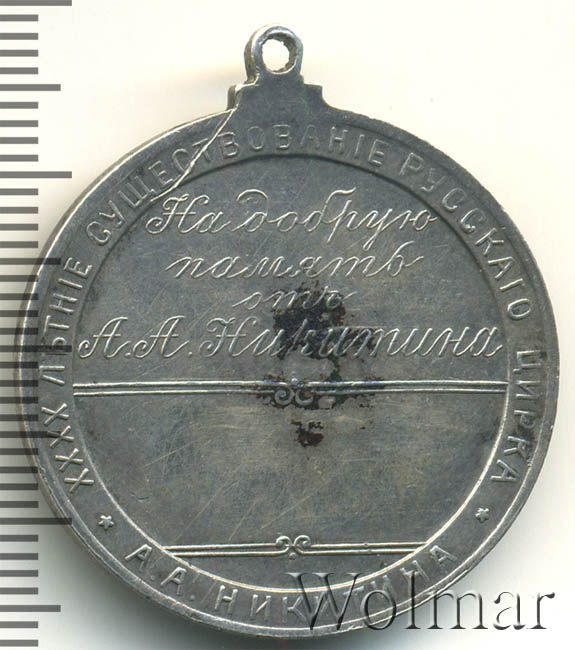 XXXX ЛѢТНІЕ СУЩЕСТВОВАНІЕ РУССКАГО ЦИРКА
* А. А. НИКИТИНА *
На добрую
память
отъ
А. А. Никитина
Wolmar